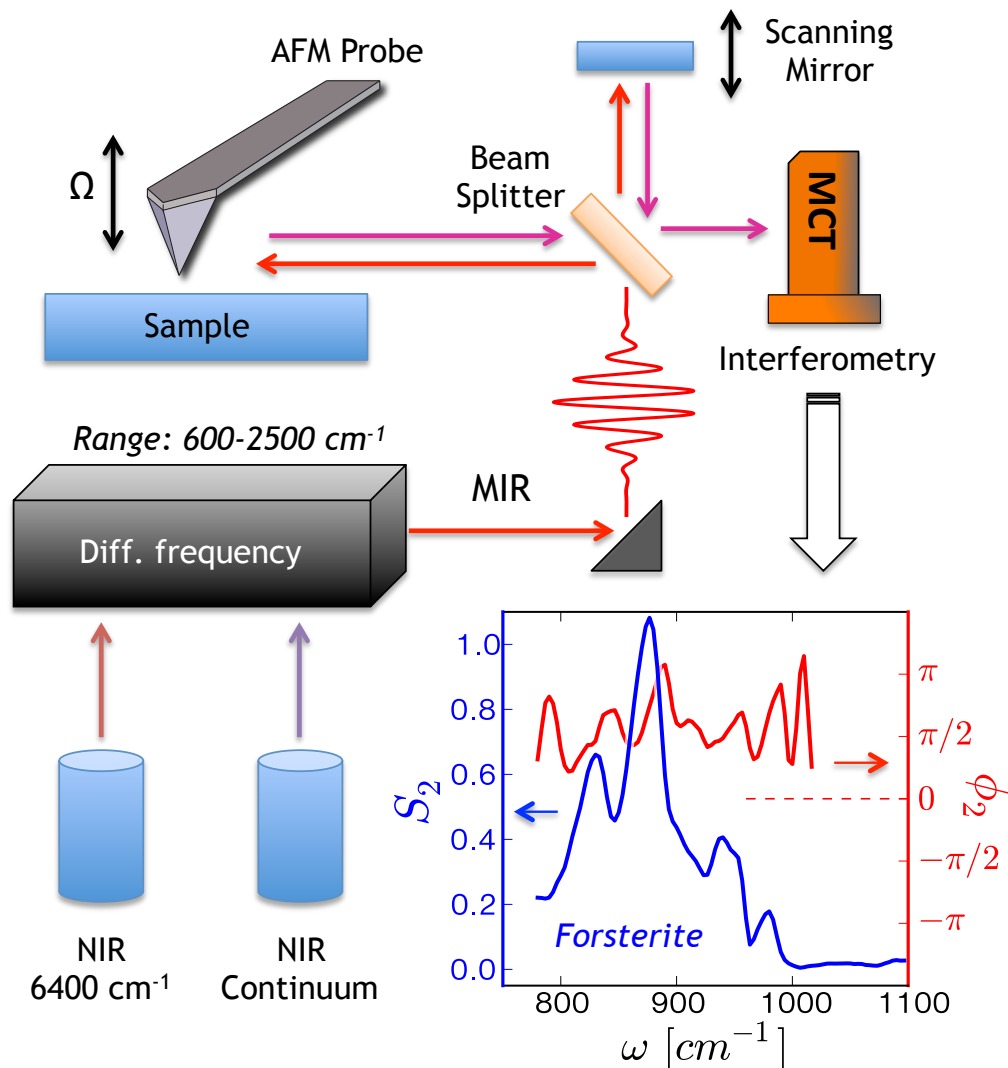 AFM Probe
Scanning
Mirror
Ω
Beam
Splitter
MCT
Sample
Interferometry
Range: 600-2500 cm⁻¹
MIR
Diff. frequency
NIR
6400 cm⁻¹
NIR
Continuum
S₂
1.0
0.8
0.6
0.4
0.2
0.0
π
π/2
0
−π/2
−π
ϕ₂
Forsterite
800 900 1000 1100
ω [cm⁻¹]